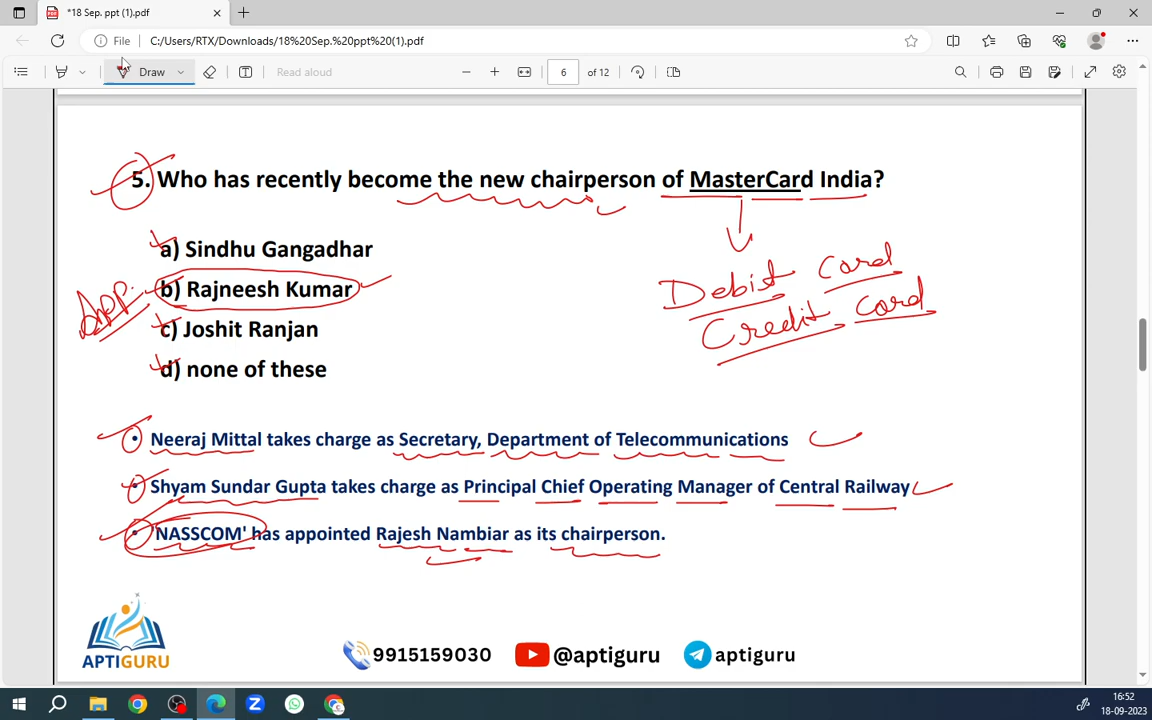 *18 Sep. ppt (1).pdf
File C:/Users/RTX/Downloads/18%20Sep.%20ppt%20(1).pdf
Draw Read aloud 6 of 12
5. Who has recently become the new chairperson of MasterCard India?
a) Sindhu Gangadhar
b) Rajneesh Kumar
c) Joshit Ranjan
d) none of these
App.
Debit Card
Credit Card
• Neeraj Mittal takes charge as Secretary, Department of Telecommunications
• Shyam Sundar Gupta takes charge as Principal Chief Operating Manager of Central Railway
• 'NASSCOM' has appointed Rajesh Nambiar as its chairperson.
APTIGURU
9915159030 @aptiguru aptiguru
16:52
18-09-2023